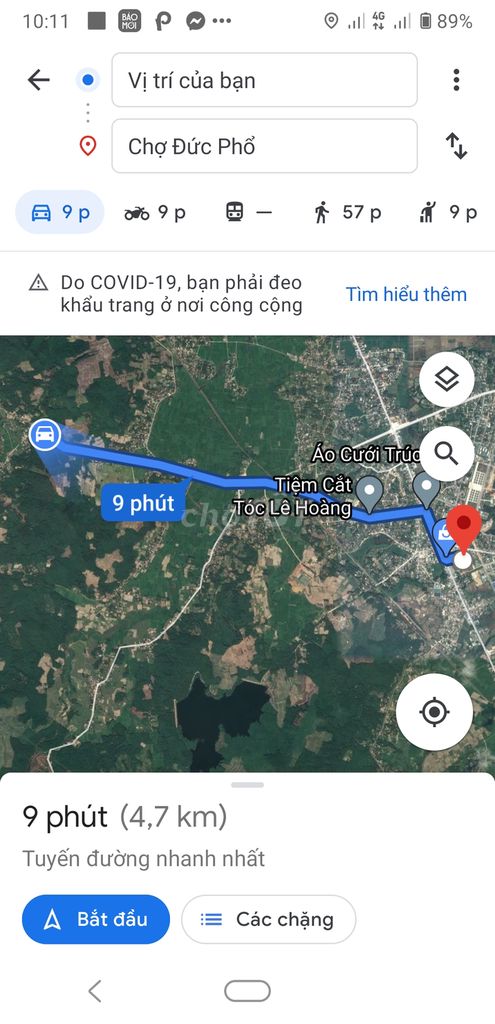 10:11 BÁO MỚI 4G 89%
Vị trí của bạn
Chợ Đức Phổ
9 p 9 p — 57 p 9 p
Do COVID-19, bạn phải đeo
khẩu trang ở nơi công cộng
Tìm hiểu thêm
Áo Cưới Trúc
Tiệm Cắt
Tóc Lê Hoàng
9 phút
9 phút (4,7 km)
Tuyến đường nhanh nhất
Bắt đầu
Các chặng